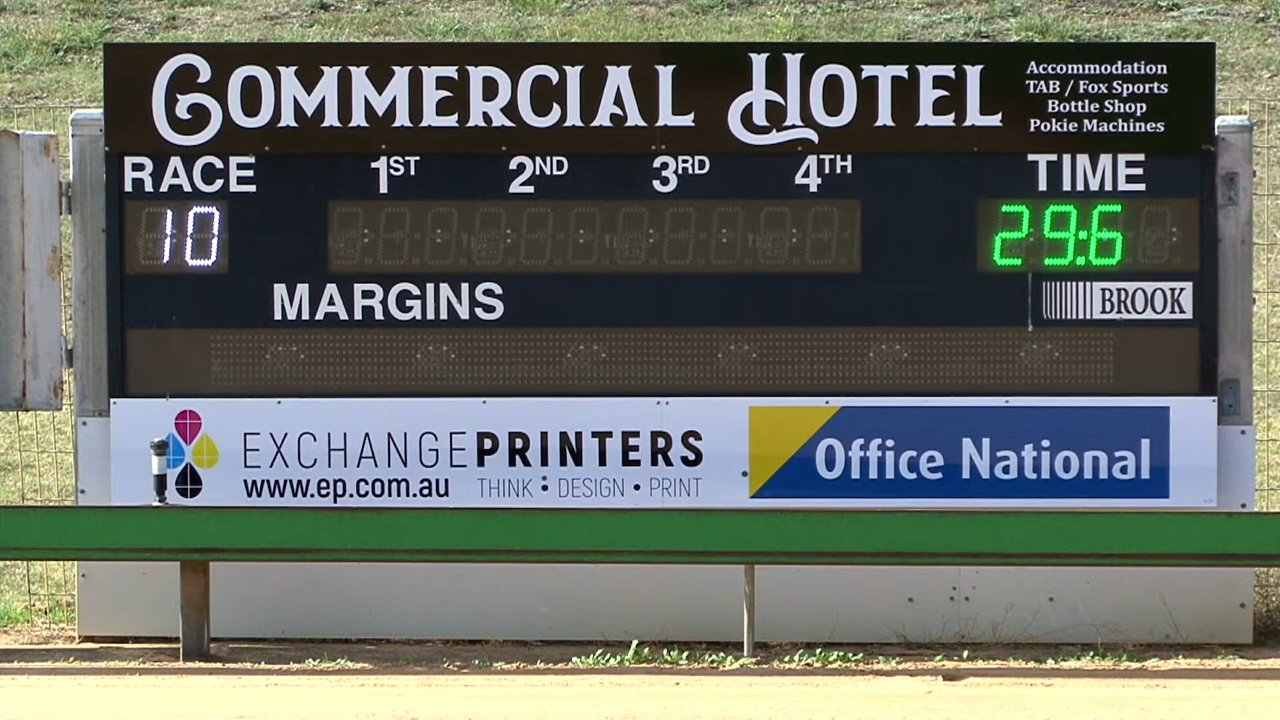 COMMERCIAL HOTEL
Accommodation
TAB / Fox Sports
Bottle Shop
Pokie Machines
RACE 1ST 2ND 3RD 4TH TIME
10 29:6
MARGINS
BROOK
EXCHANGEPRINTERS
www.ep.com.au THINK • DESIGN • PRINT
Office National